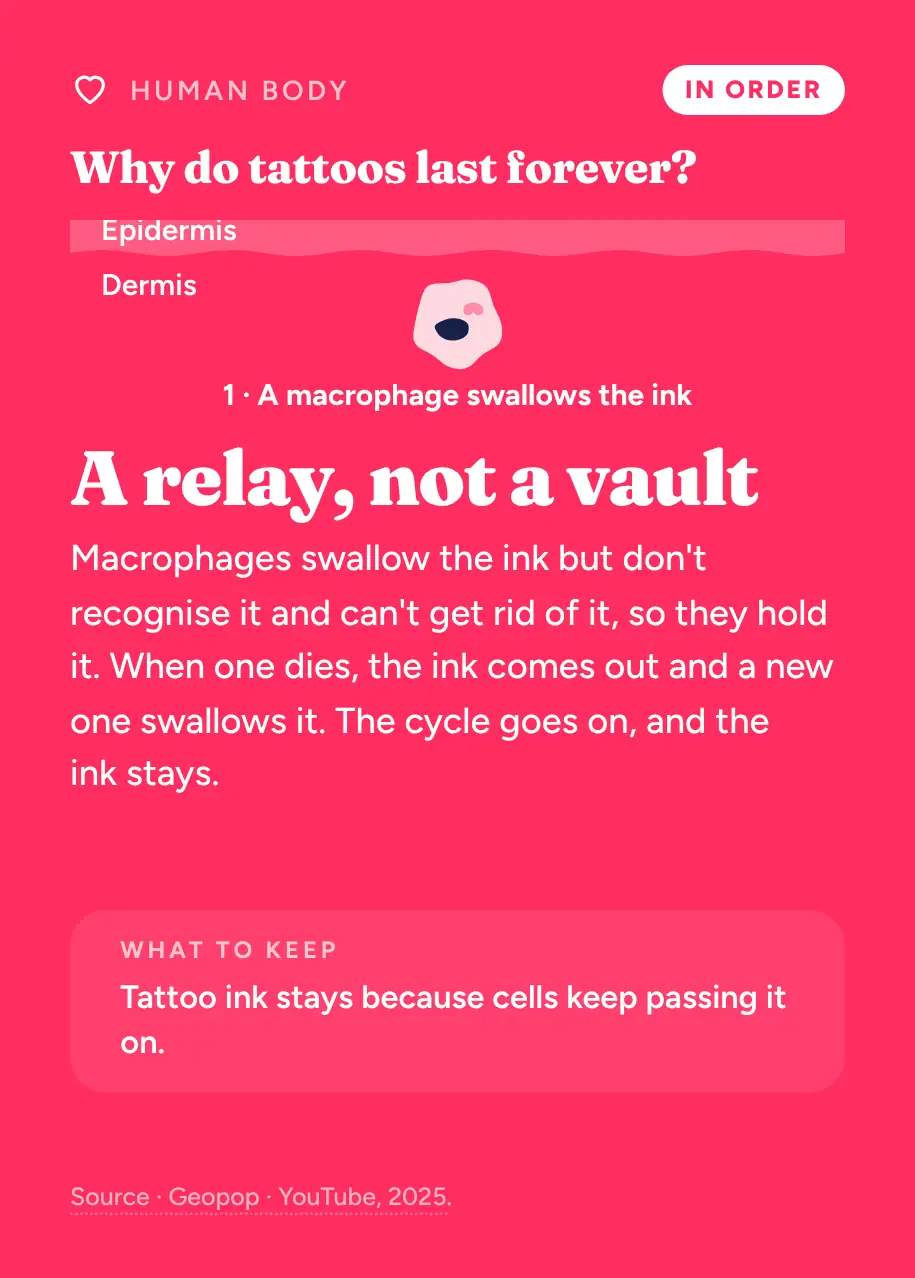 HUMAN BODY
IN ORDER
Why do tattoos last forever?
Epidermis
Dermis
1 · A macrophage swallows the ink
A relay, not a vault
Macrophages swallow the ink but don't
recognise it and can't get rid of it, so they hold
it. When one dies, the ink comes out and a new
one swallows it. The cycle goes on, and the
ink stays.
WHAT TO KEEP
Tattoo ink stays because cells keep passing it
on.
Source · Geopop · YouTube, 2025.